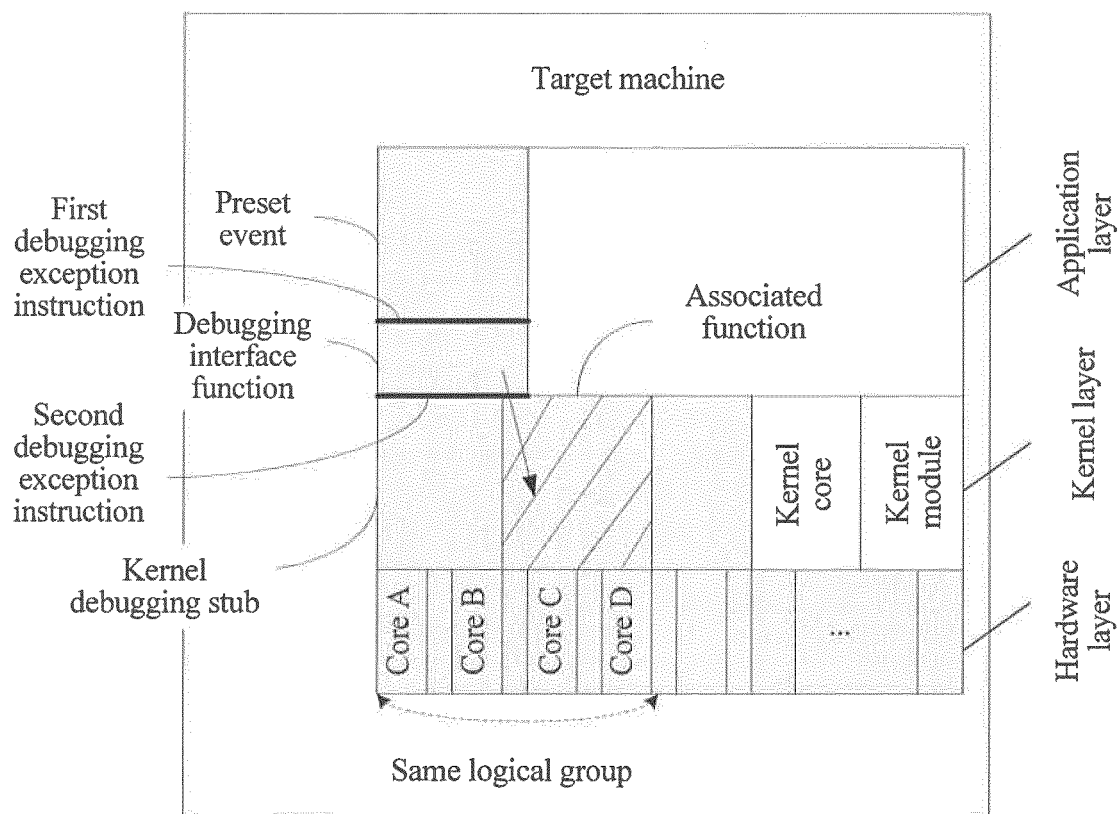 Target machine
First
debugging
exception
instruction
Preset
event
Debugging
interface
function
Associated
function
Second
debugging
exception
instruction
Kernel
debugging stub
Kernel
core
Kernel
module
Core A
Core B
Core C
Core D
...
Same logical group
Application
layer
Kernel layer
Hardware
layer